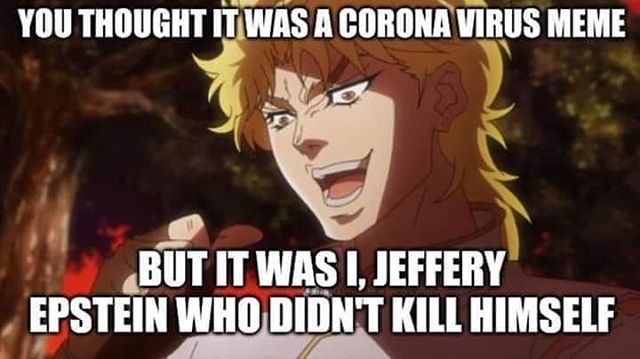 YOU THOUGHT IT WAS A CORONA VIRUS MEME
BUT IT WAS I, JEFFERY
EPSTEIN WHO DIDN'T KILL HIMSELF